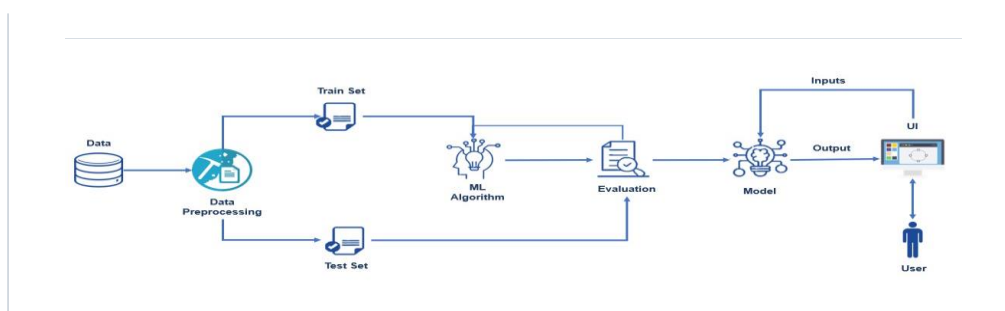 Inputs
Train Set
UI
Data
Output
ML
Algorithm
Evaluation
Model
Data
Preprocessing
Test Set
User